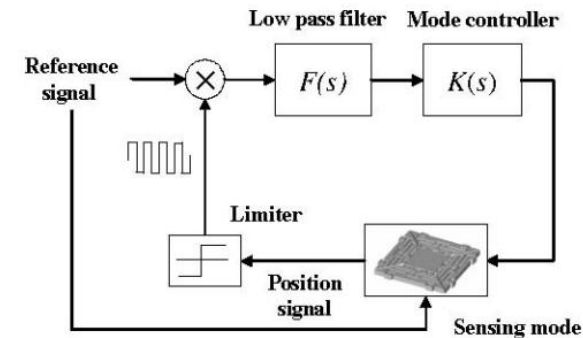 Low pass filter
Mode controller
Reference
signal
F(s)
K(s)
Limiter
Position
signal
Sensing mode